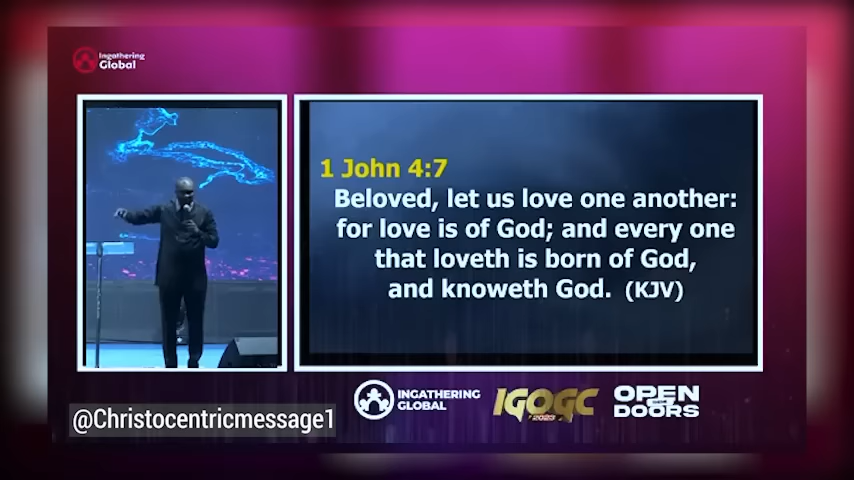 Ingathering
Global
1 John 4:7
Beloved, let us love one another:
for love is of God; and every one
that loveth is born of God,
and knoweth God. (KJV)
INGATHERING
GLOBAL
IGOGC
2023
OPEN
DOORS
@Christocentricmessage1